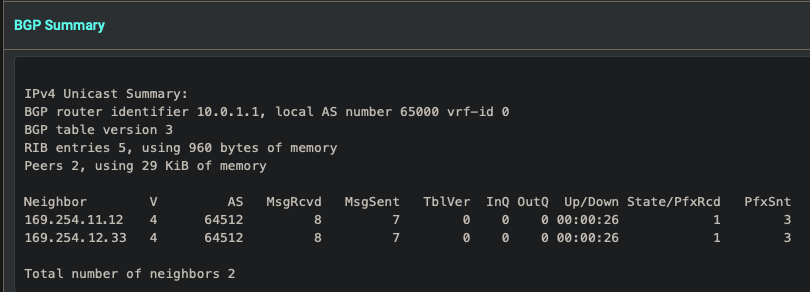 BGP Summary
IPv4 Unicast Summary:
BGP router identifier 10.0.1.1, local AS number 65000 vrf-id 0
BGP table version 3
RIB entries 5, using 960 bytes of memory
Peers 2, using 29 KiB of memory
Neighbor V AS MsgRcvd MsgSent TblVer InQ OutQ Up/Down State/PfxRcd PfxSnt
169.254.11.12 4 64512 8 7 0 0 0 00:00:26 1 3
169.254.12.33 4 64512 8 7 0 0 0 00:00:26 1 3
Total number of neighbors 2